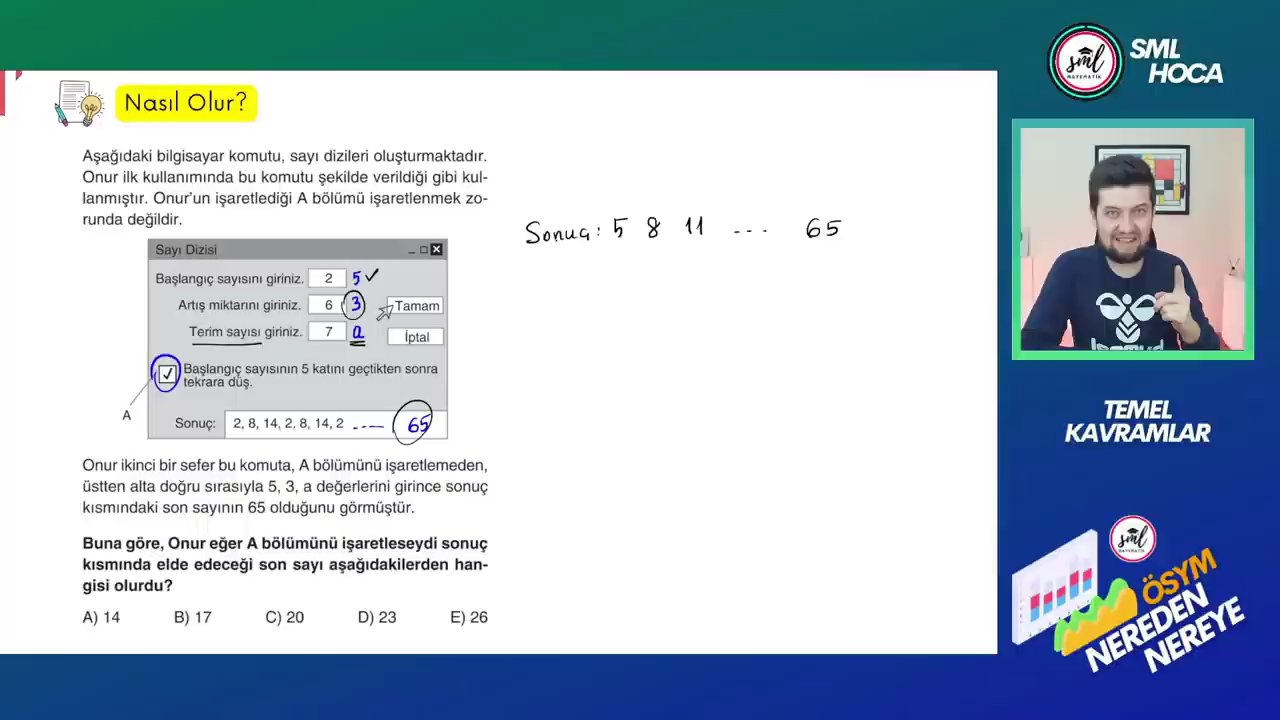 Nasıl Olur?
Aşağıdaki bilgisayar komutu, sayı dizileri oluşturmaktadır.
Onur ilk kullanımında bu komutu şekilde verildiği gibi kul-
lanmıştır. Onur'un işaretlediği A bölümü işaretlenmek zo-
runda değildir.
Sayı Dizisi
Başlangıç sayısını giriniz. 2 5 ✓
Artış miktarını giriniz. 6 3 Tamam
Terim sayısı giriniz. 7 a İptal
✓ Başlangıç sayısının 5 katını geçtikten sonra
tekrara düş.
A
Sonuç: 2, 8, 14, 2, 8, 14, 2 ---- 65
Onur ikinci bir sefer bu komuta, A bölümünü işaretlemeden,
üstten alta doğru sırasıyla 5, 3, a değerlerini girince sonuç
kısmındaki son sayının 65 olduğunu görmüştür.
Buna göre, Onur eğer A bölümünü işaretleseydi sonuç
kısmında elde edeceği son sayı aşağıdakilerden han-
gisi olurdu?
A) 14 B) 17 C) 20 D) 23 E) 26
Sonuç: 5 8 11 --- 65
sml
MATEMATİK
SML
HOCA
TEMEL
KAVRAMLAR
sml
MATEMATİK
ÖSYM
NEREDEN
NEREYE